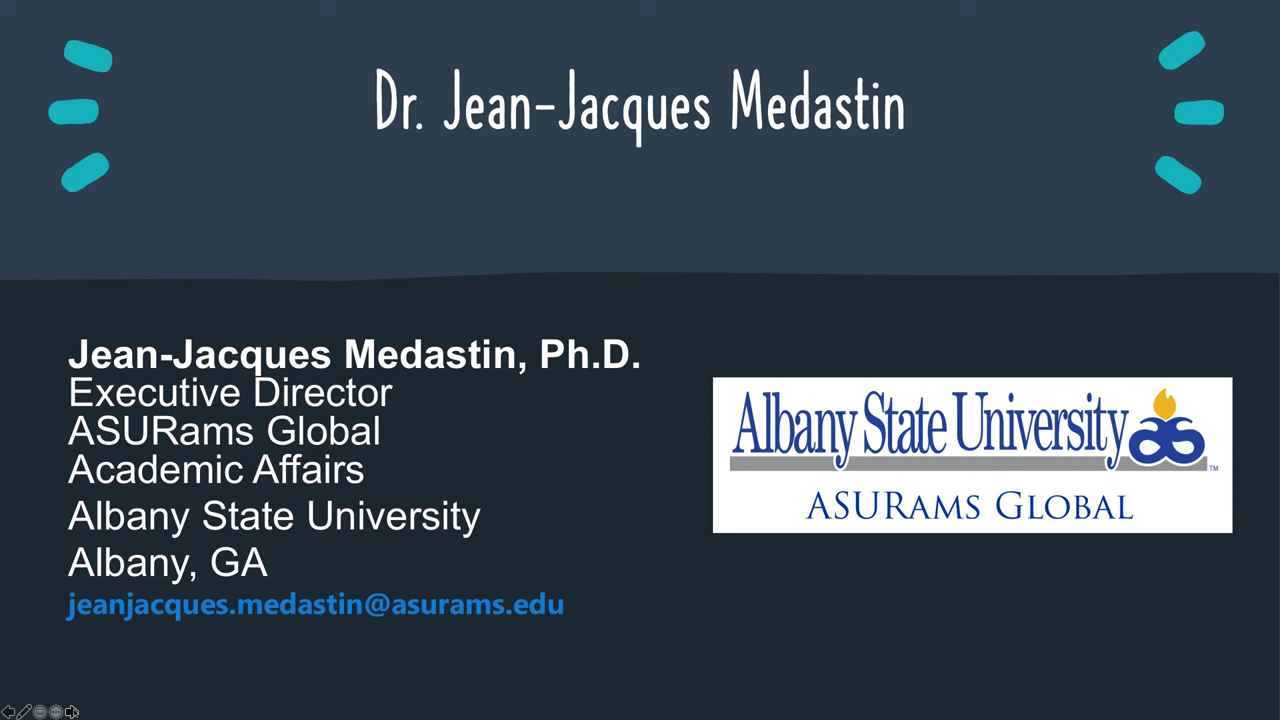 Dr. Jean-Jacques Medastin
Jean-Jacques Medastin, Ph.D.
Executive Director
ASURams Global
Academic Affairs
Albany State University
Albany, GA
jeanjacques.medastin@asurams.edu
Albany State University
TM
ASURAMS GLOBAL